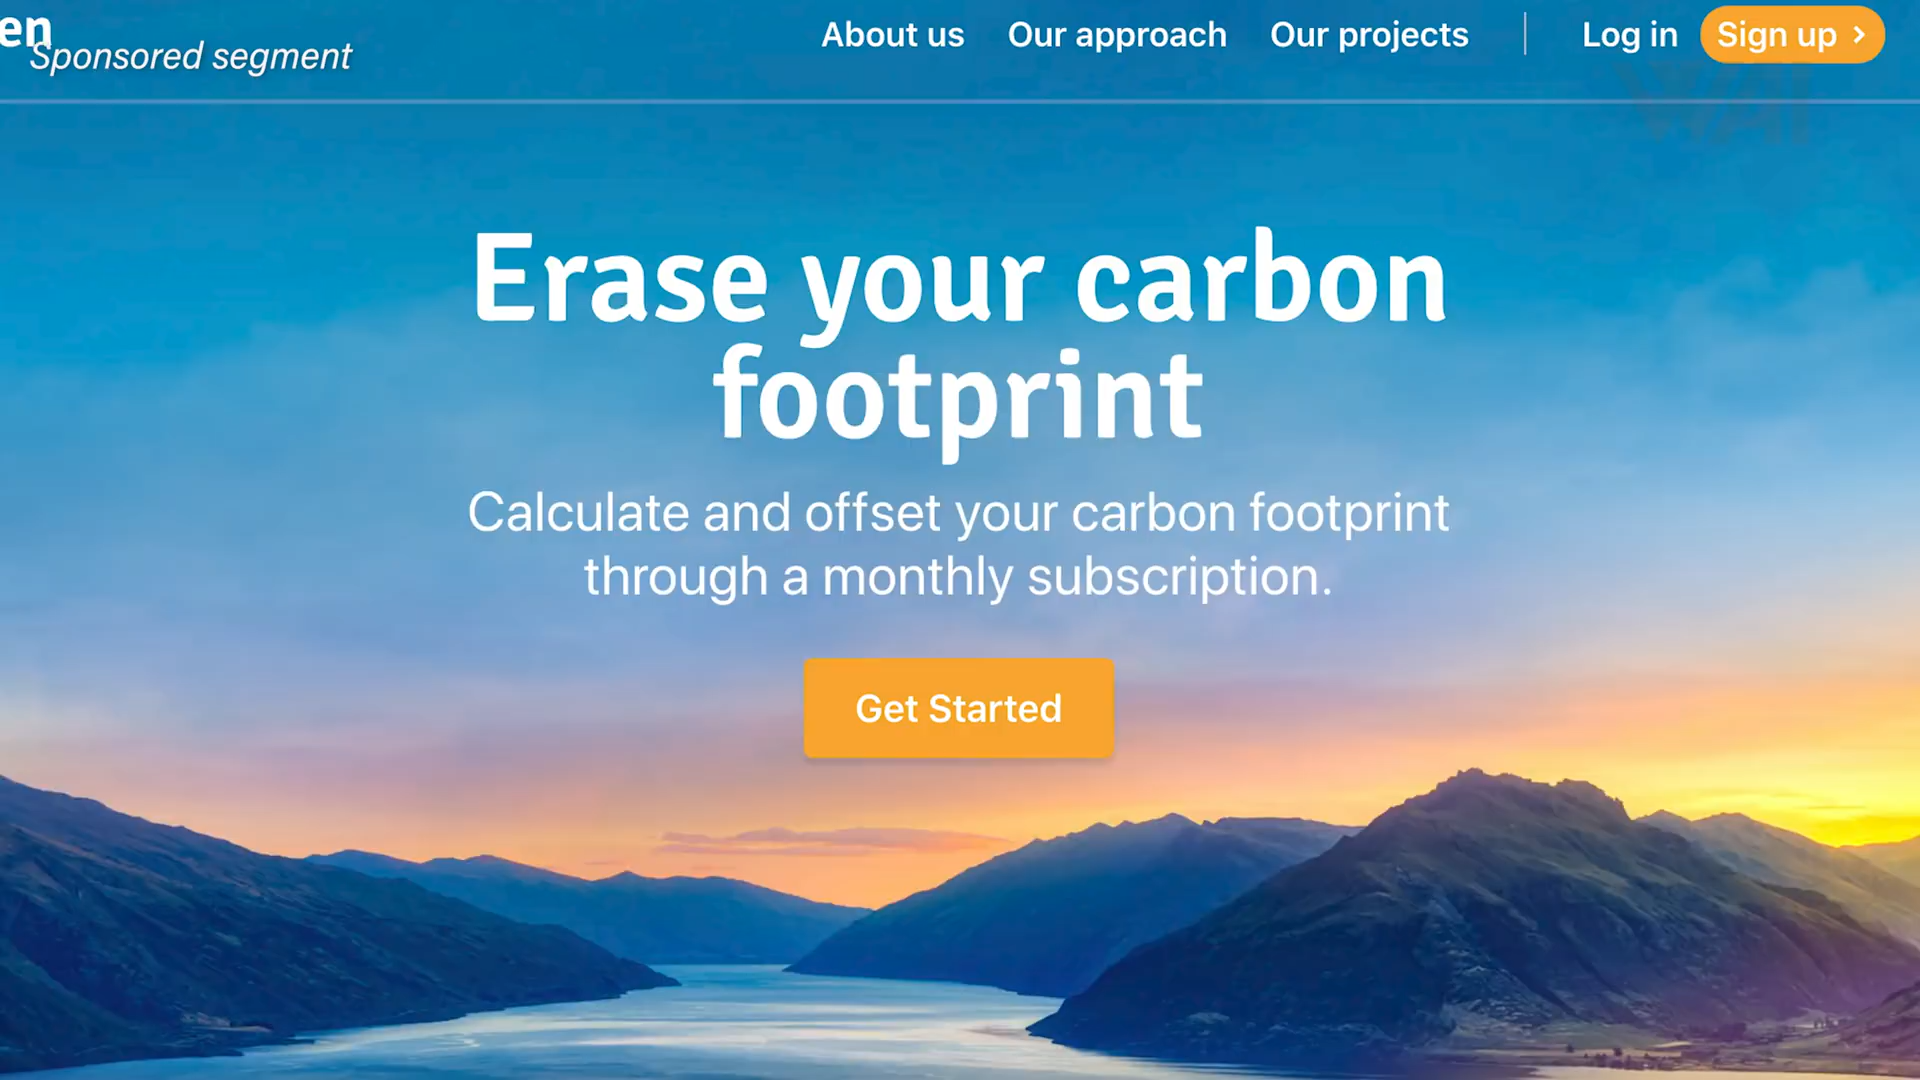 en
Sponsored segment
About us Our approach Our projects Log in Sign up
Erase your carbon
footprint
Calculate and offset your carbon footprint
through a monthly subscription.
Get Started